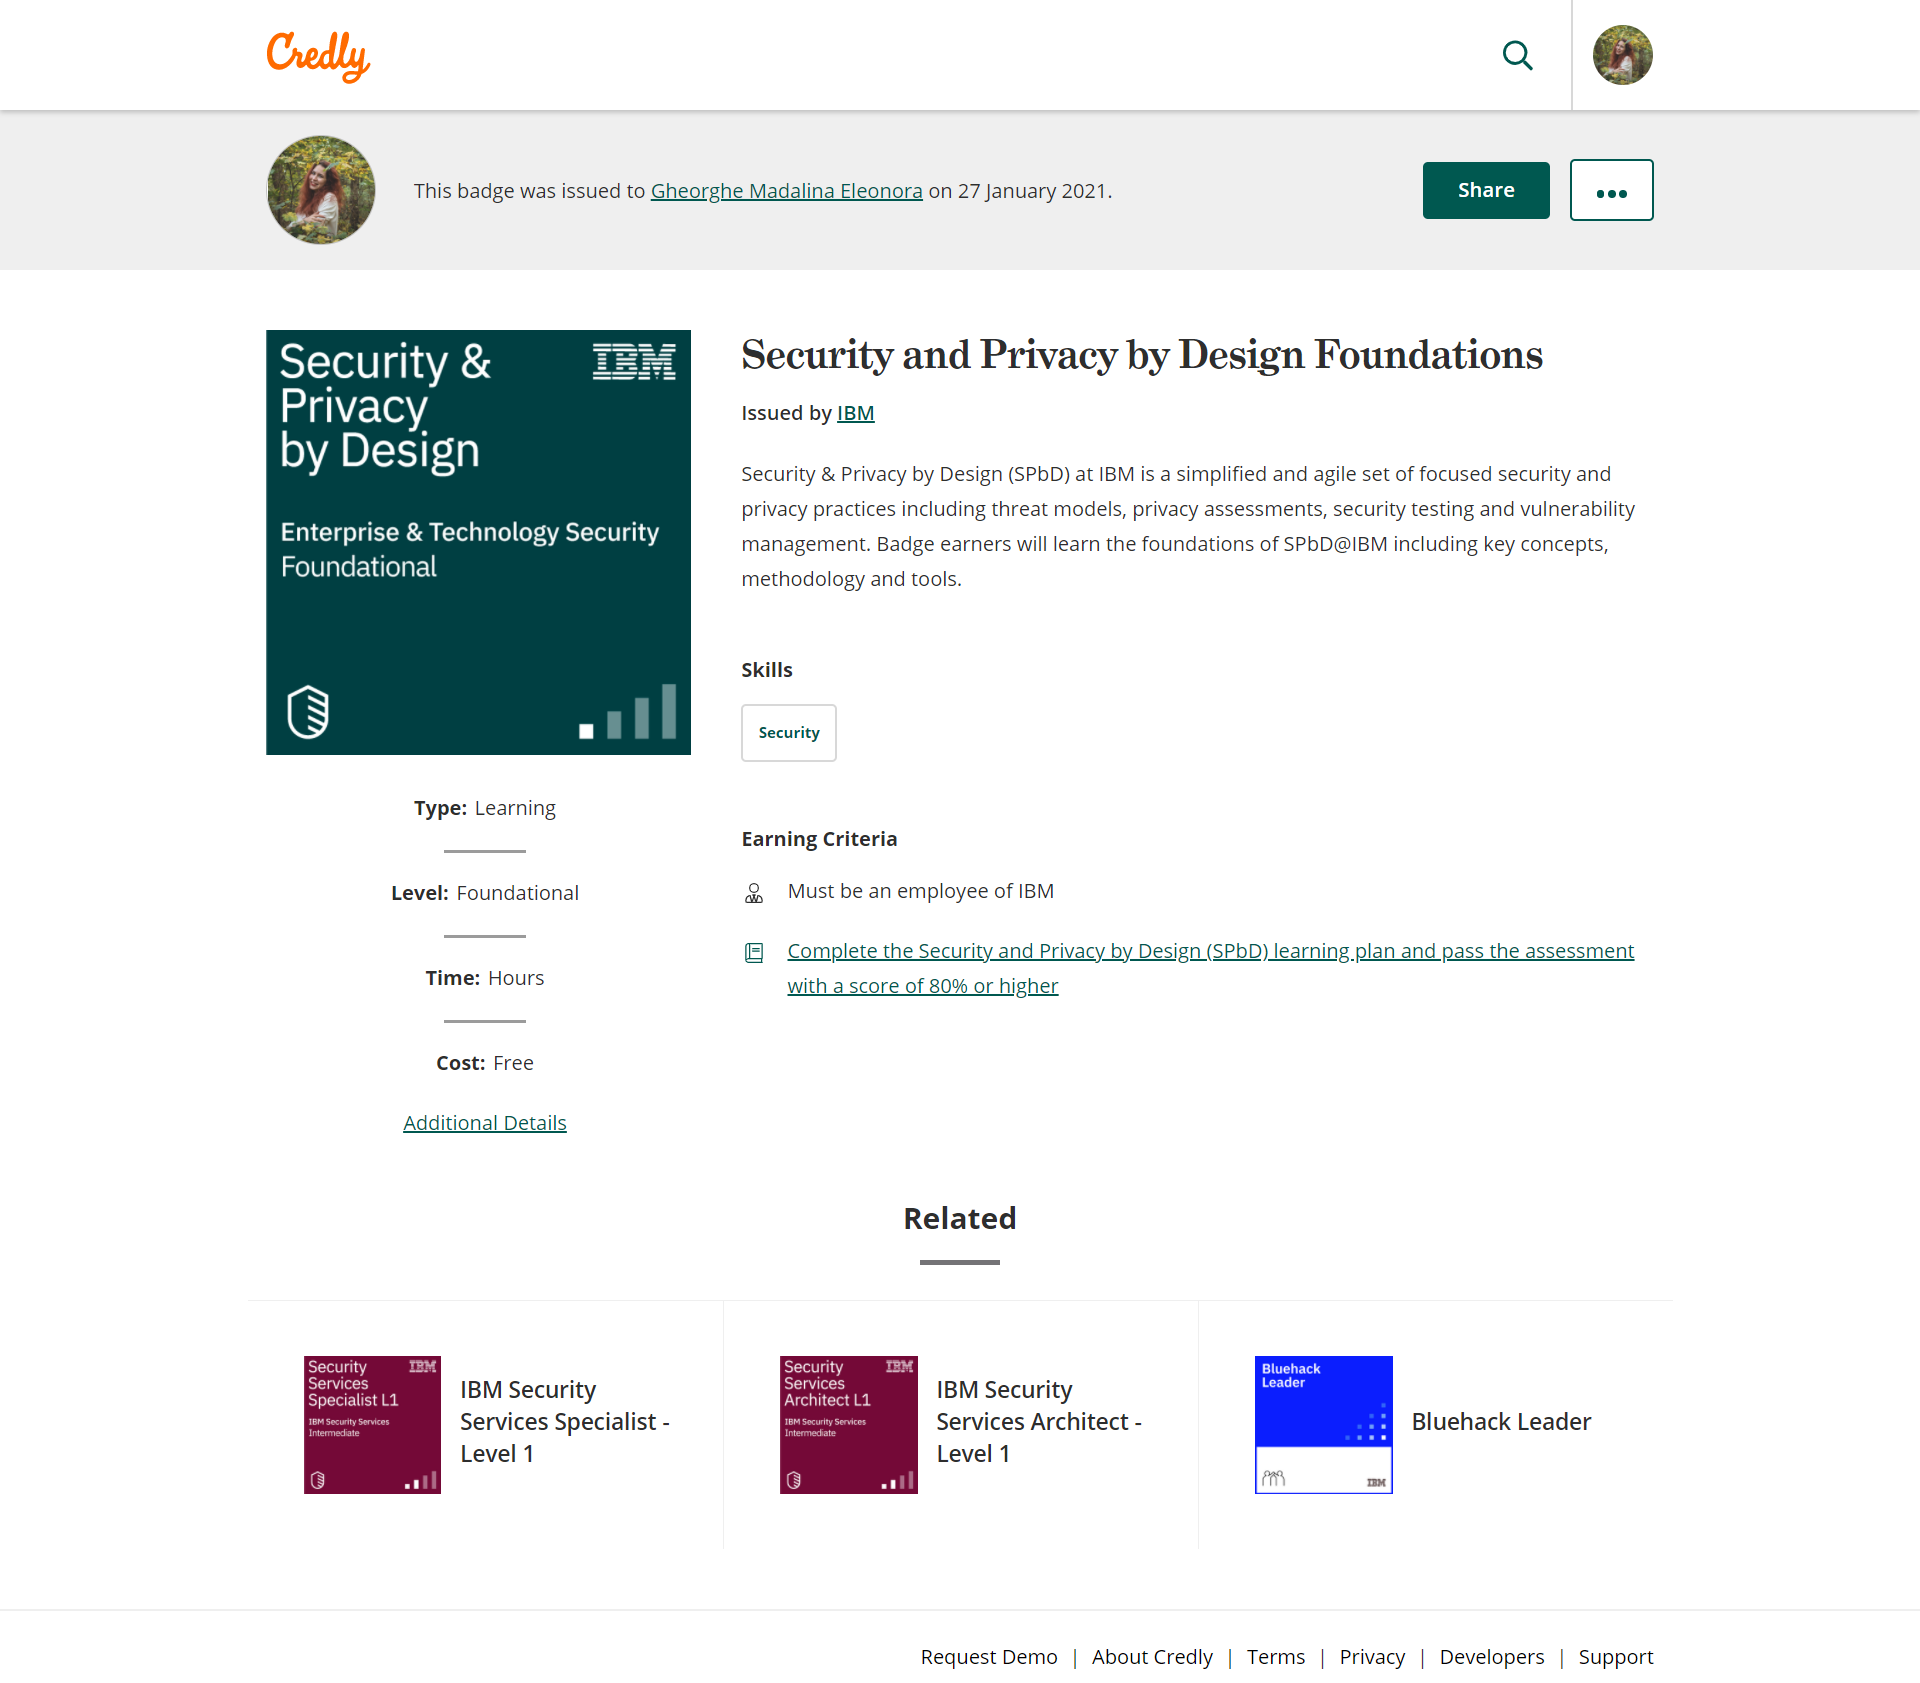 Credly
This badge was issued to Gheorghe Madalina Eleonora on 27 January 2021.
Share
Security &
Privacy
by Design
IBM
Enterprise & Technology Security
Foundational
Type: Learning
Level: Foundational
Time: Hours
Cost: Free
Additional Details
Security and Privacy by Design Foundations
Issued by IBM
Security & Privacy by Design (SPbD) at IBM is a simplified and agile set of focused security and
privacy practices including threat models, privacy assessments, security testing and vulnerability
management. Badge earners will learn the foundations of SPbD@IBM including key concepts,
methodology and tools.
Skills
Security
Earning Criteria
Must be an employee of IBM
Complete the Security and Privacy by Design (SPbD) learning plan and pass the assessment
with a score of 80% or higher
Related
Security
Services
Specialist L1
IBM
IBM Security Services
Intermediate
IBM Security
Services Specialist -
Level 1
Security
Services
Architect L1
IBM
IBM Security Services
Intermediate
IBM Security
Services Architect -
Level 1
Bluehack
Leader
IBM
Bluehack Leader
Request Demo | About Credly | Terms | Privacy | Developers | Support